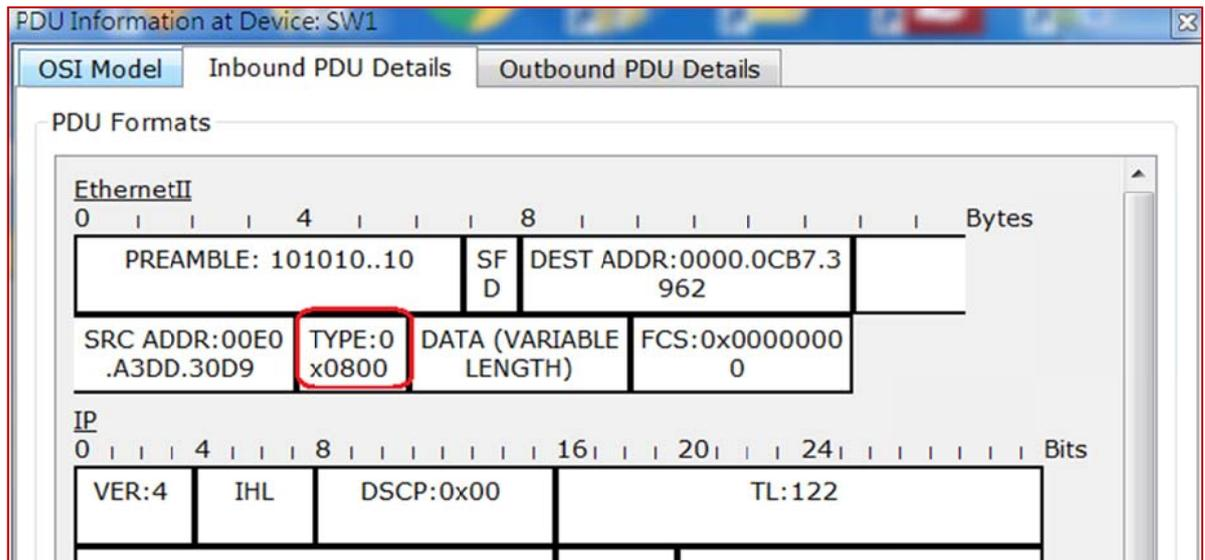 PDU Information at Device: SW1
OSI Model Inbound PDU Details Outbound PDU Details
PDU Formats
EthernetII
0 4 8 Bytes
PREAMBLE: 101010..10 SF DEST ADDR:0000.0CB7.3
D 962
SRC ADDR:00E0 TYPE:0 DATA (VARIABLE FCS:0x0000000
.A3DD.30D9 x0800 LENGTH) 0
IP
0 4 8 16 20 24 Bits
VER:4 IHL DSCP:0x00 TL:122